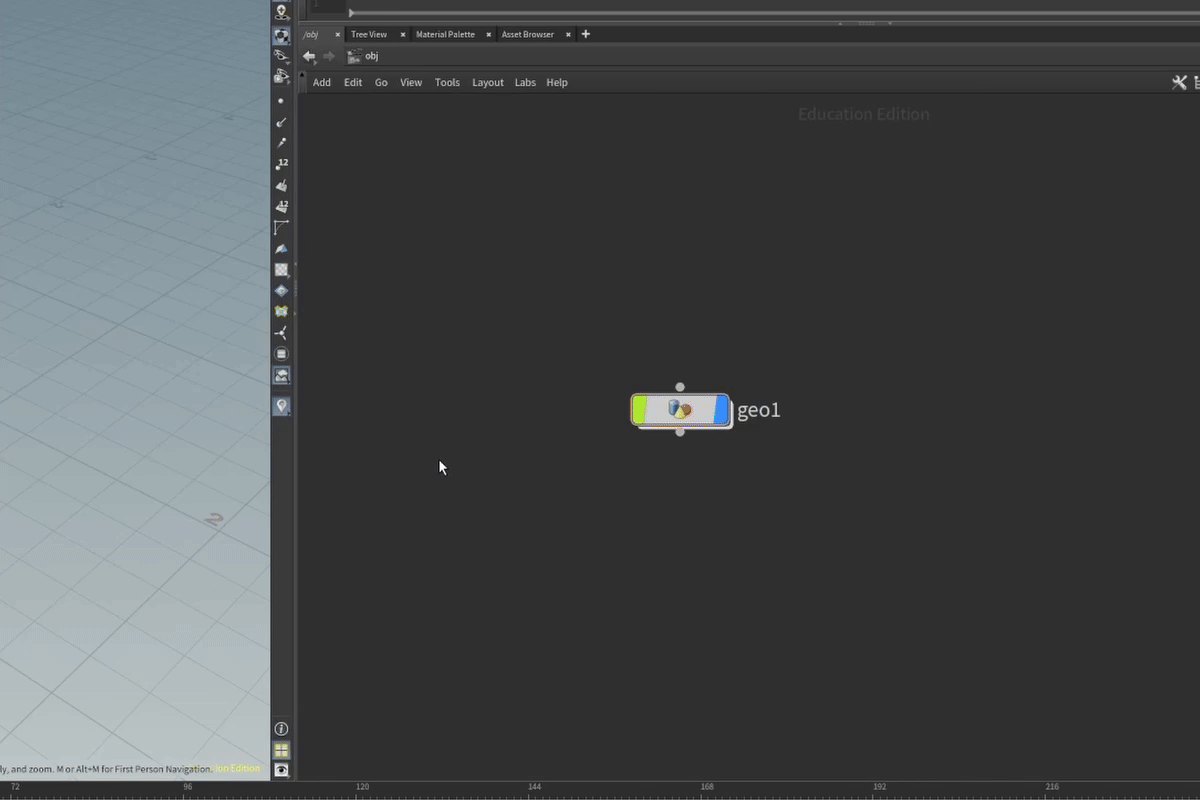 /obj Tree View Material Palette Asset Browser
obj
Add Edit Go View Tools Layout Labs Help
Education Edition
12
12
geo1
2
ly, and zoom. M or Alt+M for First Person Navigation. ion Edition
72 96 120 144 168 192 216